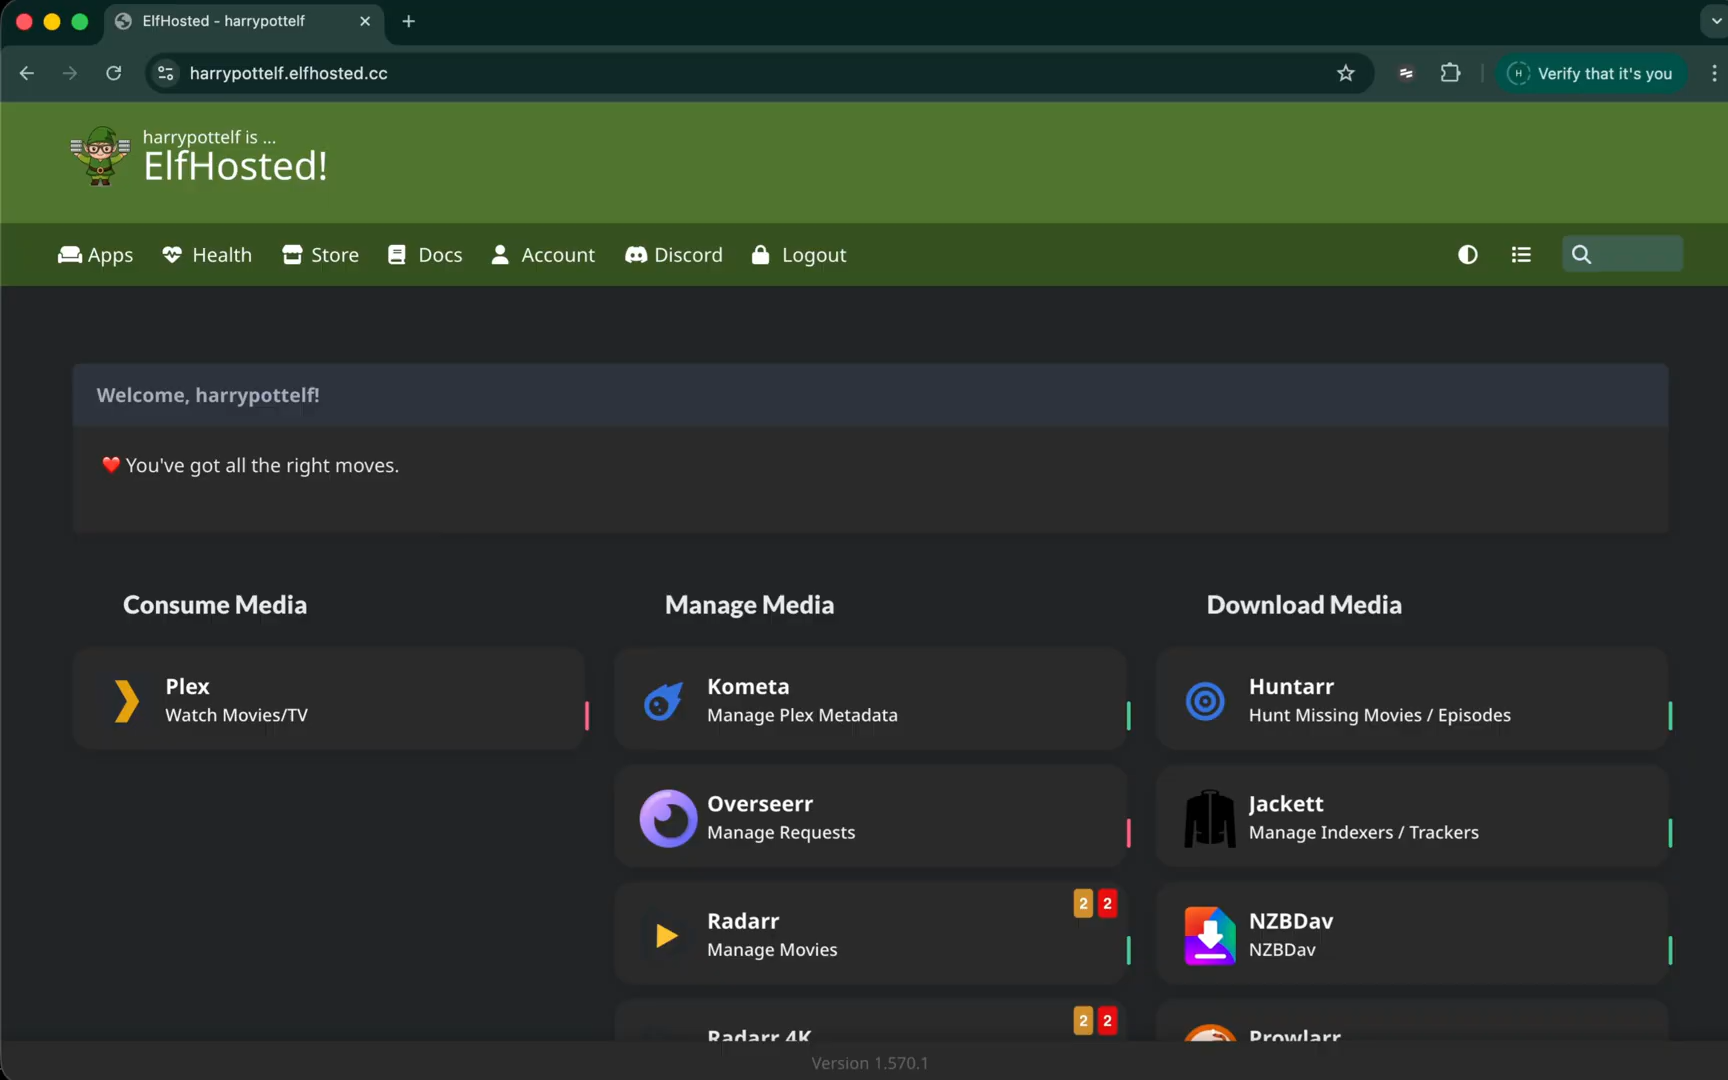 ElfHosted - harrypottelf
harrypottelf.elfhosted.cc
H
Verify that it's you
harrypottelf is ...
ElfHosted!
Apps
Health
Store
Docs
Account
Discord
Logout
Welcome, harrypottelf!
❤️ You've got all the right moves.
Consume Media
Plex
Watch Movies/TV
Manage Media
Kometa
Manage Plex Metadata
Overseerr
Manage Requests
2 2
Radarr
Manage Movies
2 2
Radarr 4K
Download Media
Huntarr
Hunt Missing Movies / Episodes
Jackett
Manage Indexers / Trackers
NZBDav
NZBDav
Prowlarr
Version 1.570.1